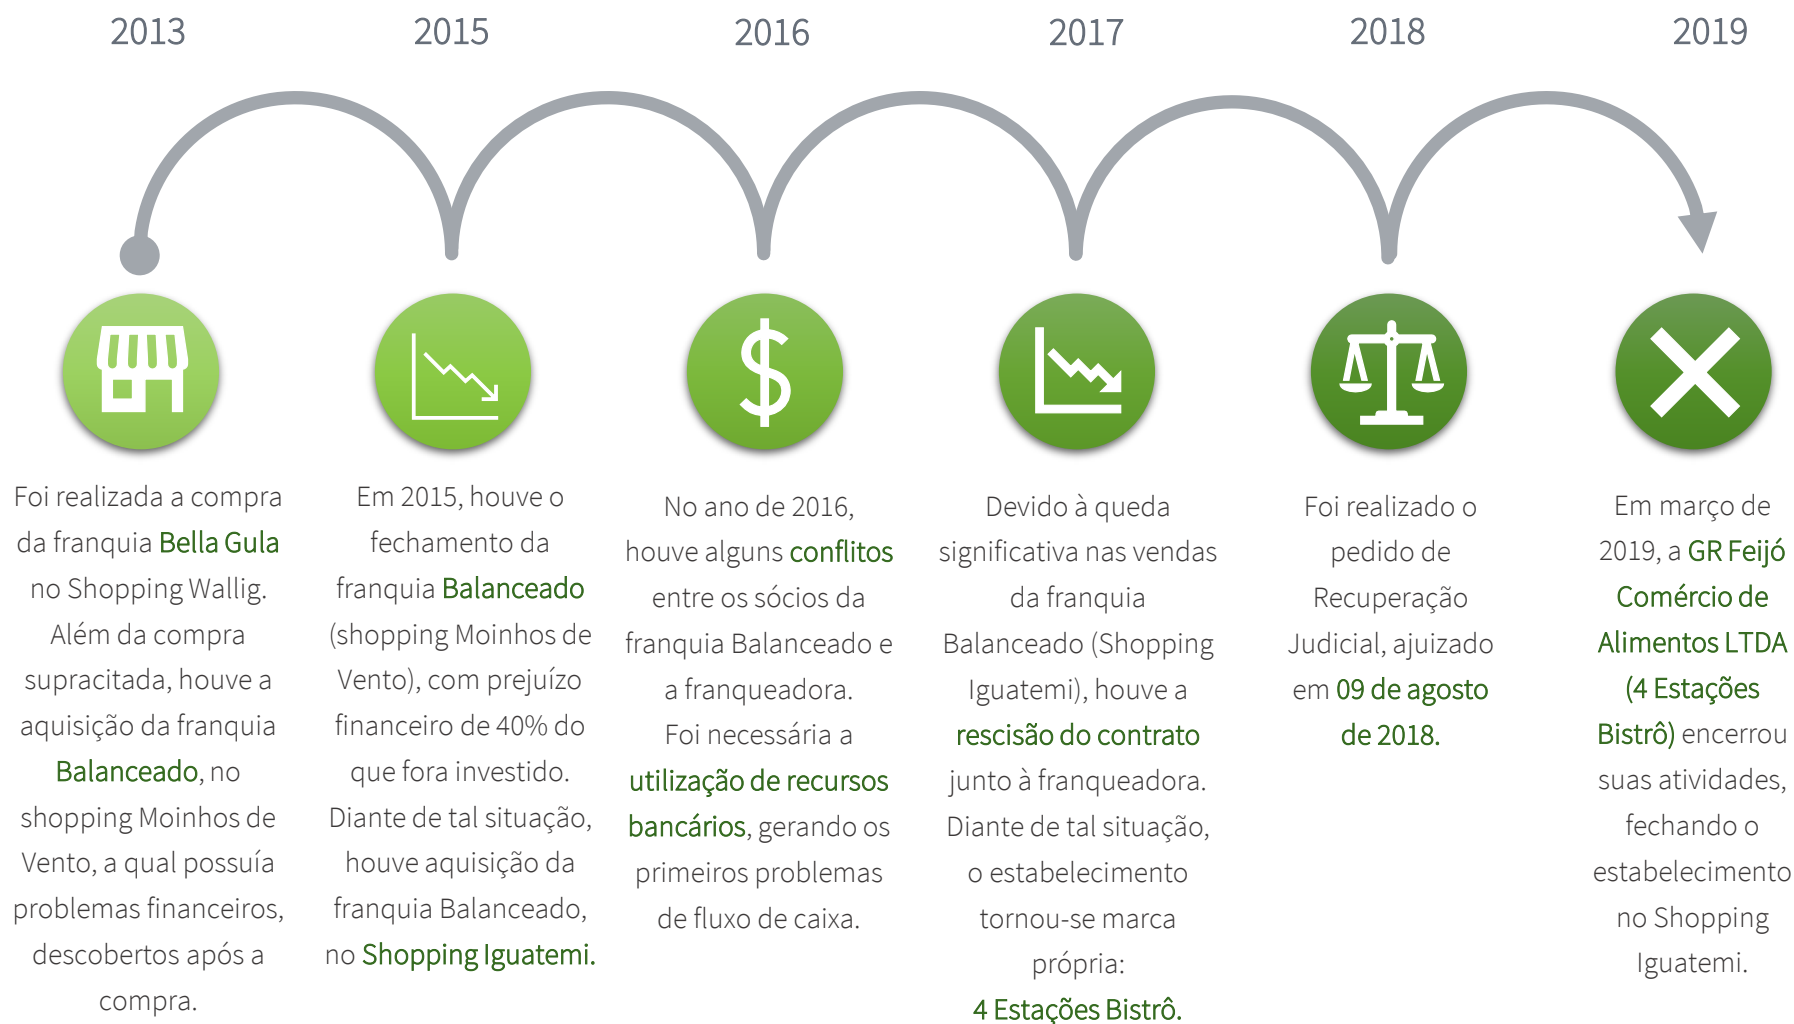 2013
2015
2016
2017
2018
2019
Foi realizada a compra
da franquia Bella Gula
no Shopping Wallig.
Além da compra
supracitada, houve a
aquisição da franquia
Balanceado, no
shopping Moinhos de
Vento, a qual possuía
problemas financeiros,
descobertos após a
compra.
Em 2015, houve o
fechamento da
franquia Balanceado
(shopping Moinhos de
Vento), com prejuízo
financeiro de 40% do
que fora investido.
Diante de tal situação,
houve aquisição da
franquia Balanceado,
no Shopping Iguatemi.
No ano de 2016,
houve alguns conflitos
entre os sócios da
franquia Balanceado e
a franqueadora.
Foi necessária a
utilização de recursos
bancários, gerando os
primeiros problemas
de fluxo de caixa.
Devido à queda
significativa nas vendas
da franquia
Balanceado (Shopping
Iguatemi), houve a
rescisão do contrato
junto à franqueadora.
Diante de tal situação,
o estabelecimento
tornou-se marca
própria:
4 Estações Bistrô.
Foi realizado o
pedido de
Recuperação
Judicial, ajuizado
em 09 de agosto
de 2018.
Em março de
2019, a GR Feijó
Comércio de
Alimentos LTDA
(4 Estações
Bistrô) encerrou
suas atividades,
fechando o
estabelecimento
no Shopping
Iguatemi.